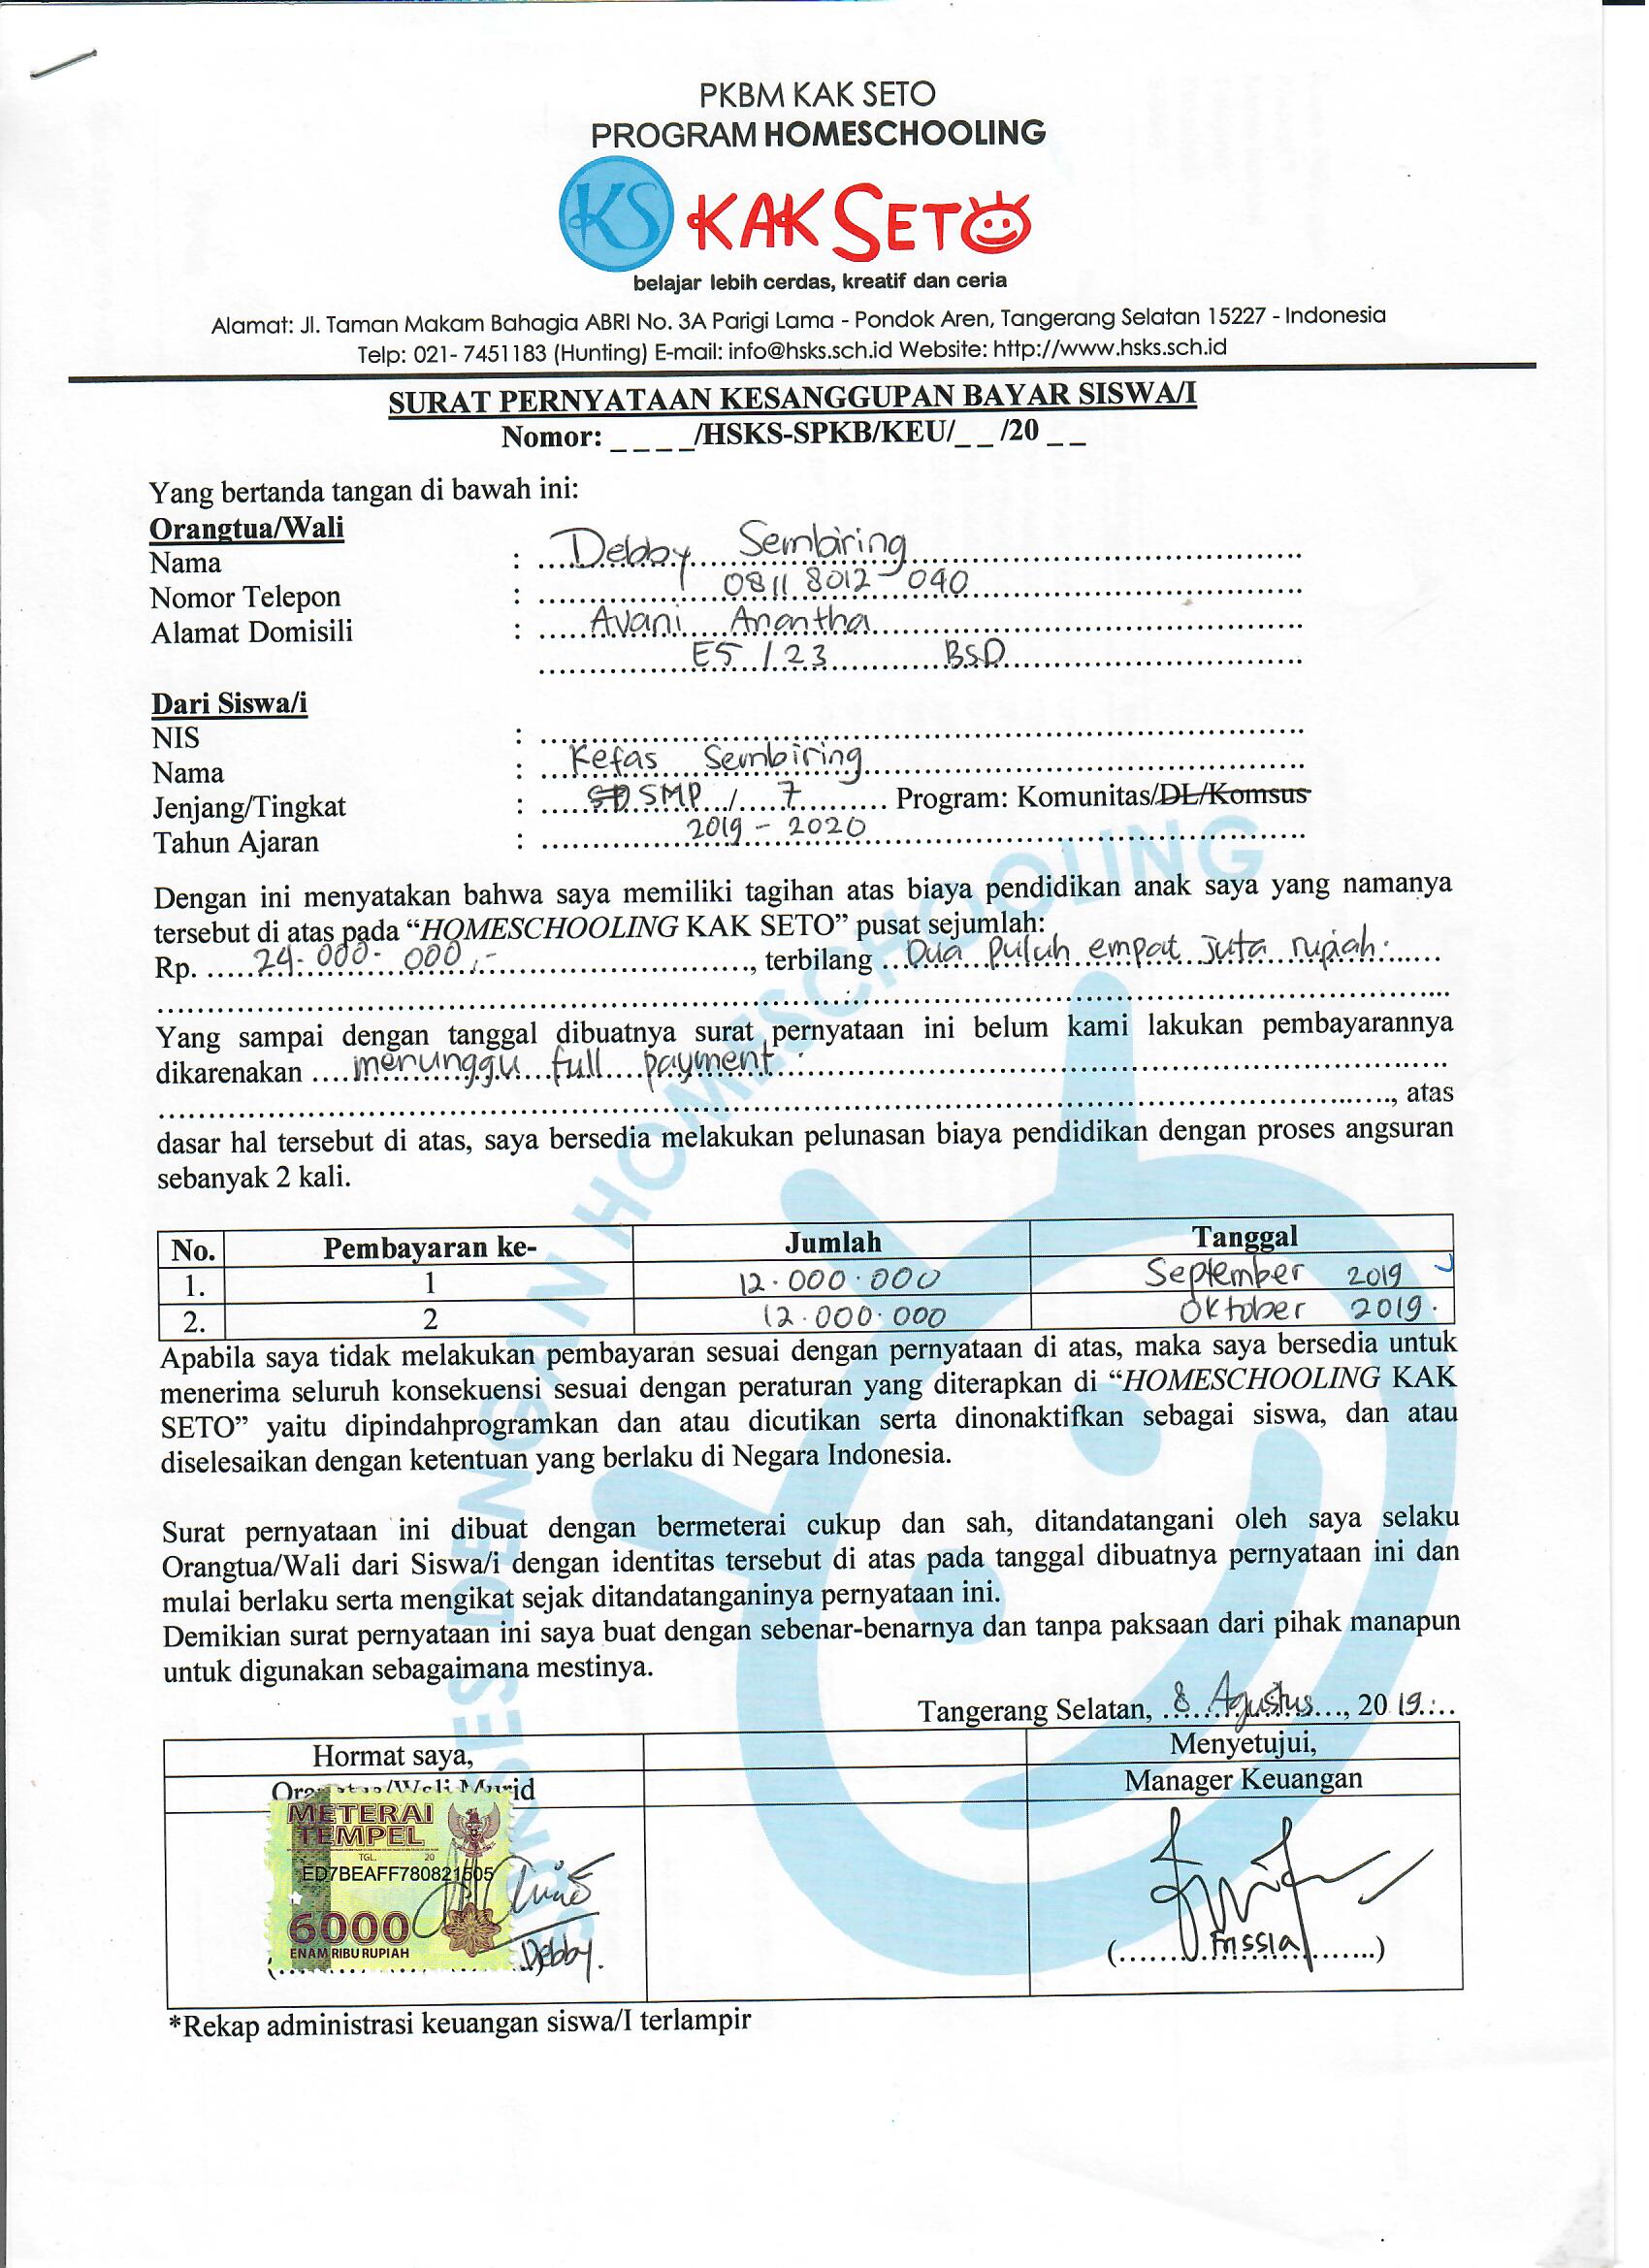 PKBM KAK SETO
PROGRAM HOMESCHOOLING
KS KAK SETO
belajar lebih cerdas, kreatif dan ceria
Alamat: Jl. Taman Makam Bahagia ABRI No. 3A Parigi Lama - Pondok Aren, Tangerang Selatan 15227 - Indonesia
Telp: 021- 7451183 (Hunting) E-mail: info@hsks.sch.id Website: http://www.hsks.sch.id
SURAT PERNYATAAN KESANGGUPAN BAYAR SISWA/I
Nomor: _ _ _ _/HSKS-SPKB/KEU/_ _ /20 _ _
Yang bertanda tangan di bawah ini:
Orangtua/Wali
Nama : Debby Sembiring
Nomor Telepon : 0811 8012-040
Alamat Domisili : Avani Anantha
E5 / 23 BSD
Dari Siswa/i
NIS :
Nama : Kefas Sembiring
Jenjang/Tingkat : SD SMP / 7 Program: Komunitas/DL/Komsus
Tahun Ajaran : 2019 - 2020
Dengan ini menyatakan bahwa saya memiliki tagihan atas biaya pendidikan anak saya yang namanya
tersebut di atas pada “HOMESCHOOLING KAK SETO” pusat sejumlah:
Rp. 24.000.000,- , terbilang Dua puluh empat juta rupiah.
Yang sampai dengan tanggal dibuatnya surat pernyataan ini belum kami lakukan pembayarannya
dikarenakan menunggu full payment.
, atas
dasar hal tersebut di atas, saya bersedia melakukan pelunasan biaya pendidikan dengan proses angsuran
sebanyak 2 kali.
No. Pembayaran ke- Jumlah Tanggal
1. 1 12.000.000 September 2019
2. 2 12.000.000 Oktober 2019.
Apabila saya tidak melakukan pembayaran sesuai dengan pernyataan di atas, maka saya bersedia untuk
menerima seluruh konsekuensi sesuai dengan peraturan yang diterapkan di “HOMESCHOOLING KAK
SETO” yaitu dipindahprogramkan dan atau dicutikan serta dinonaktifkan sebagai siswa, dan atau
diselesaikan dengan ketentuan yang berlaku di Negara Indonesia.
Surat pernyataan ini dibuat dengan bermeterai cukup dan sah, ditandatangani oleh saya selaku
Orangtua/Wali dari Siswa/i dengan identitas tersebut di atas pada tanggal dibuatnya pernyataan ini dan
mulai berlaku serta mengikat sejak ditandatanganinya pernyataan ini.
Demikian surat pernyataan ini saya buat dengan sebenar-benarnya dan tanpa paksaan dari pihak manapun
untuk digunakan sebagaimana mestinya.
Tangerang Selatan, 8 Agustus, 2019
Hormat saya, Menyetujui,
Orangtua/Wali Murid Manager Keuangan
METERAI
TEMPEL
TGL. 20
ED7BEAFF780821505
6000
ENAM RIBU RUPIAH
Debby.
(Frissia)
*Rekap administrasi keuangan siswa/I terlampir
DENGAN HOMESCHOOLING